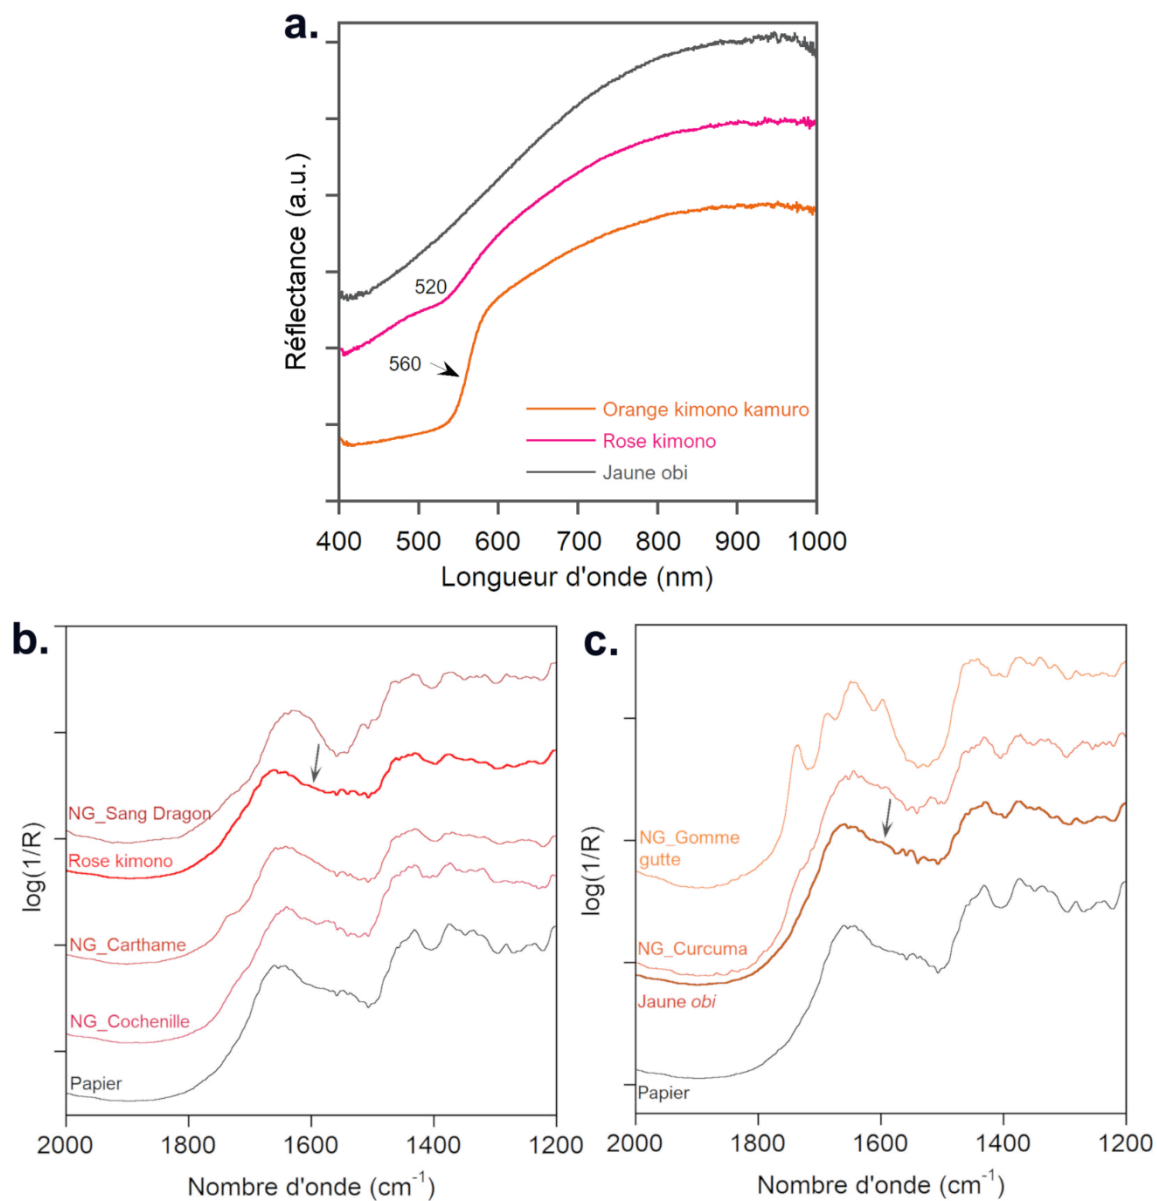 a.
Réflectance (a.u.)
520
560
Orange kimono kamuro
Rose kimono
Jaune obi
400 500 600 700 800 900 1000
Longueur d'onde (nm)
b.
log(1/R)
NG_Sang Dragon
Rose kimono
NG_Carthame
NG_Cochenille
Papier
2000 1800 1600 1400 1200
Nombre d'onde (cm⁻¹)
c.
log(1/R)
NG_Gomme
gutte
NG_Curcuma
Jaune obi
Papier
2000 1800 1600 1400 1200
Nombre d'onde (cm⁻¹)